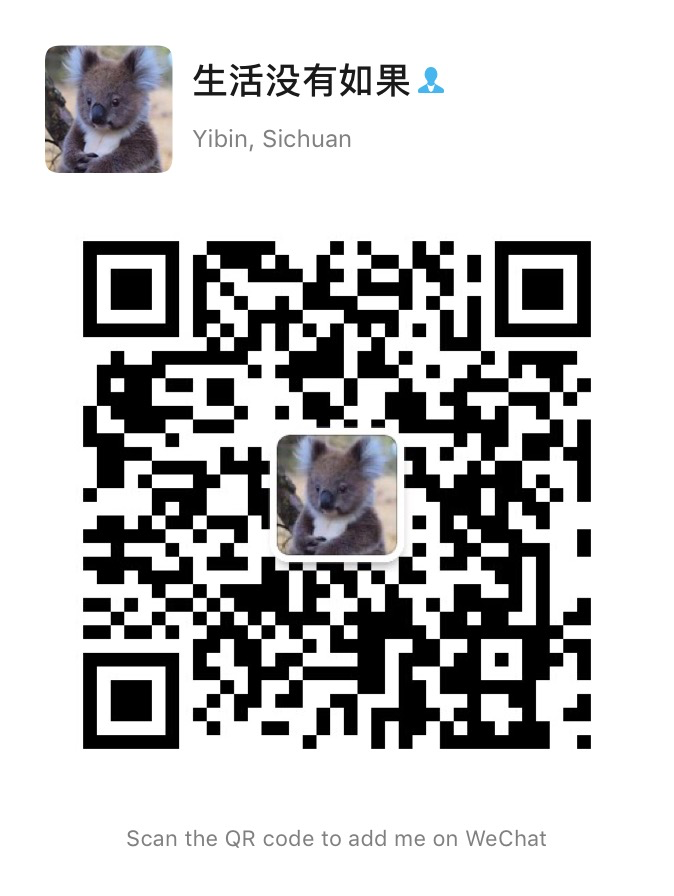 生活没有如果
Yibin, Sichuan
Scan the QR code to add me on WeChat